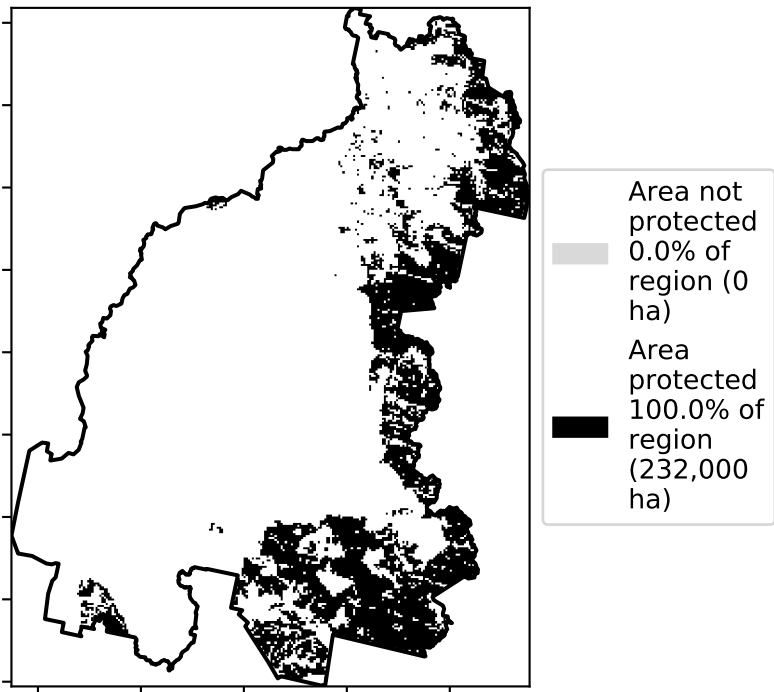 Area not
protected
0.0% of
region (0
ha)
Area
protected
100.0% of
region
(232,000
ha)